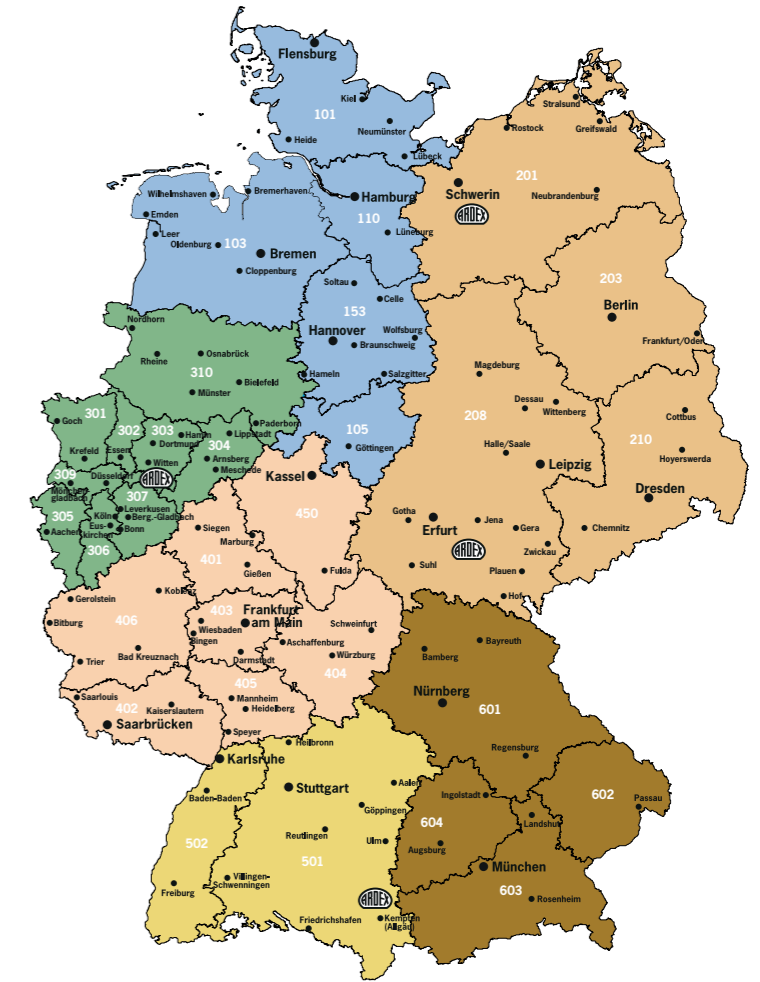 Flensburg
Kiel
101
Neumünster
Heide
Lübeck
Stralsund
Rostock
Greifswald
201
Schwerin
Neubrandenburg
ARDEX
Wilhelmshaven
Bremerhaven
Hamburg
Emden
110
Leer
Lüneburg
Oldenburg
103
Bremen
Cloppenburg
Soltau
Celle
153
Wolfsburg
Hannover
Braunschweig
Hameln
Salzgitter
203
Berlin
Frankfurt/Oder
Nordhorn
Rheine
Osnabrück
310
Bielefeld
Münster
Magdeburg
Dessau
Wittenberg
208
Halle/Saale
Leipzig
Cottbus
210
Hoyerswerda
Dresden
301
Goch
302
303
Hamm
Paderborn
Lippstadt
304
Dortmund
Krefeld
Essen
Witten
Arnsberg
Meschede
105
Göttingen
309
Düsseldorf
ARDEX
Mönchen-
gladbach
307
Leverkusen
305
Köln
Berg.-Gladbach
Eus-
kirchen
Bonn
Aachen
306
Kassel
450
Siegen
Marburg
401
Gießen
Fulda
Gotha
Erfurt
Jena
Gera
Chemnitz
ARDEX
Zwickau
Suhl
Plauen
Hof
Gerolstein
Koblenz
403
Frankfurt
am Main
Schweinfurt
Bitburg
406
Wiesbaden
Bingen
Aschaffenburg
Bad Kreuznach
Darmstadt
Würzburg
Trier
404
Bayreuth
Bamberg
405
Saarlouis
Mannheim
402
Kaiserslautern
Heidelberg
Saarbrücken
Speyer
Nürnberg
601
Regensburg
Heilbronn
Karlsruhe
Baden-Baden
Stuttgart
Aalen
Göppingen
Ingolstadt
602
Passau
604
Landshut
Reutlingen
502
501
Ulm
Augsburg
München
Villingen-
Schwenningen
Freiburg
603
Rosenheim
ARDEX
Friedrichshafen
Kempten
(Allgäu)